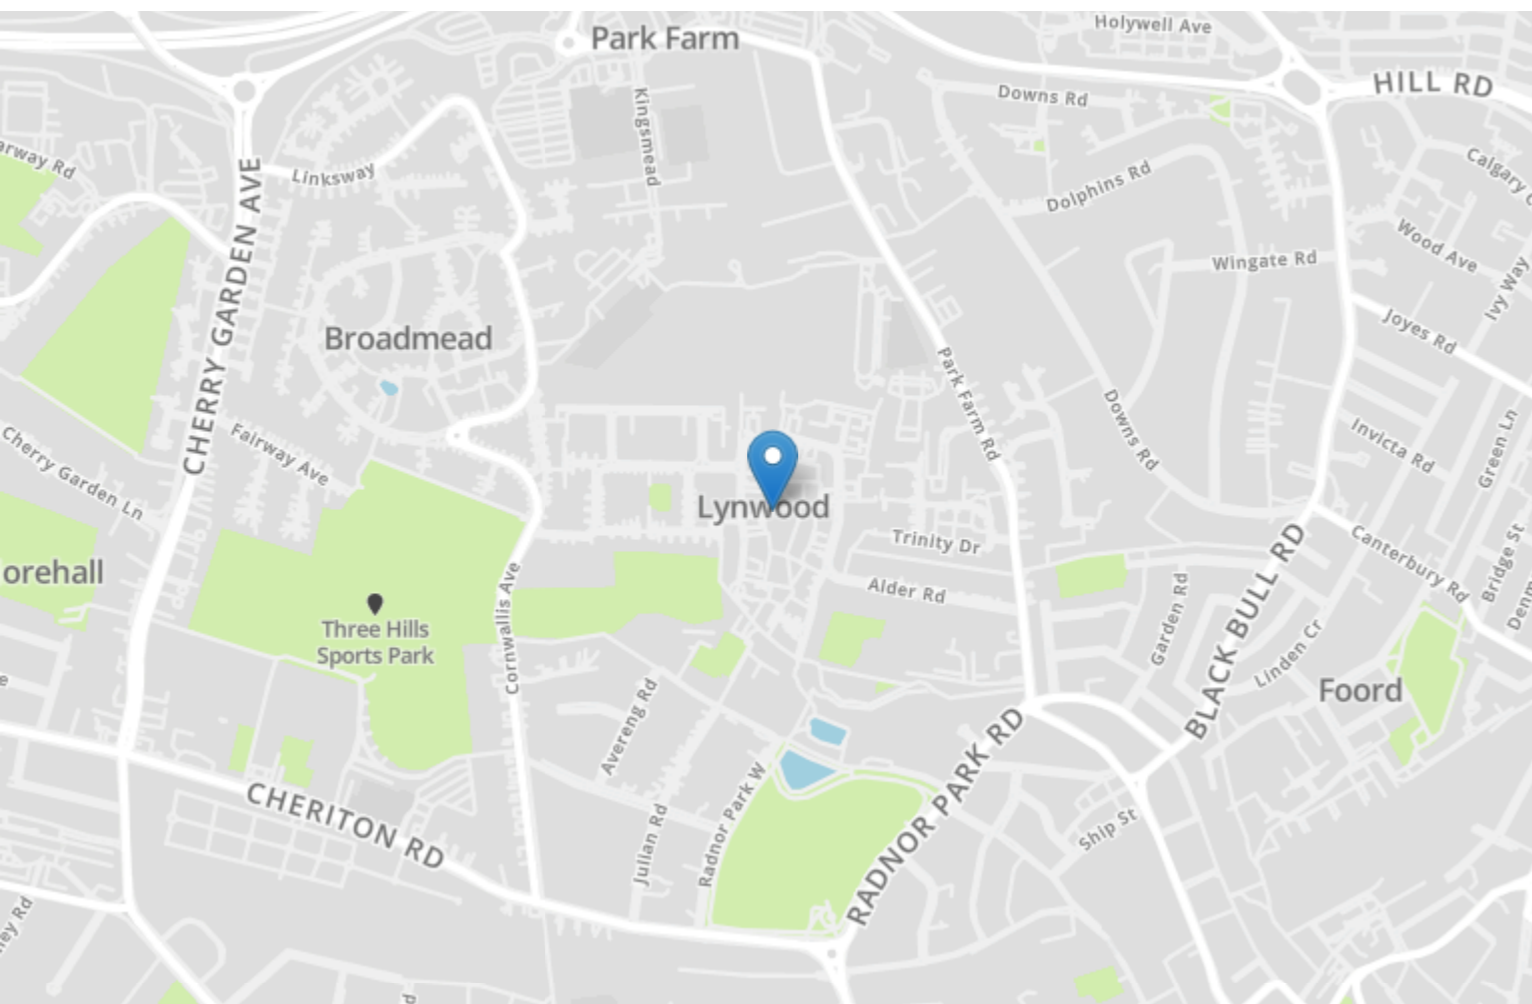 Holywell Ave
Park Farm
HILL RD
Downs Rd
Kingsmead
Linksway
Calgary
Dolphins Rd
CHERRY GARDEN AVE
Wood Ave
Wingate Rd
Ivy Way
Joyes Rd
Broadmead
Park Farm Rd
Downs Rd
Fairway Ave
Cherry Garden Ln
Invicta Rd
Green Ln
Lynwood
Trinity Dr
Canterbury Rd
Bridge St
orehall
Alder Rd
Cornwallis Ave
Garden Rd
BLACK BULL RD
Linden Cr
Three Hills
Sports Park
Foord
Avereng Rd
RADNOR PARK RD
Radnor Park W
Julian Rd
Ship St
CHERITON RD